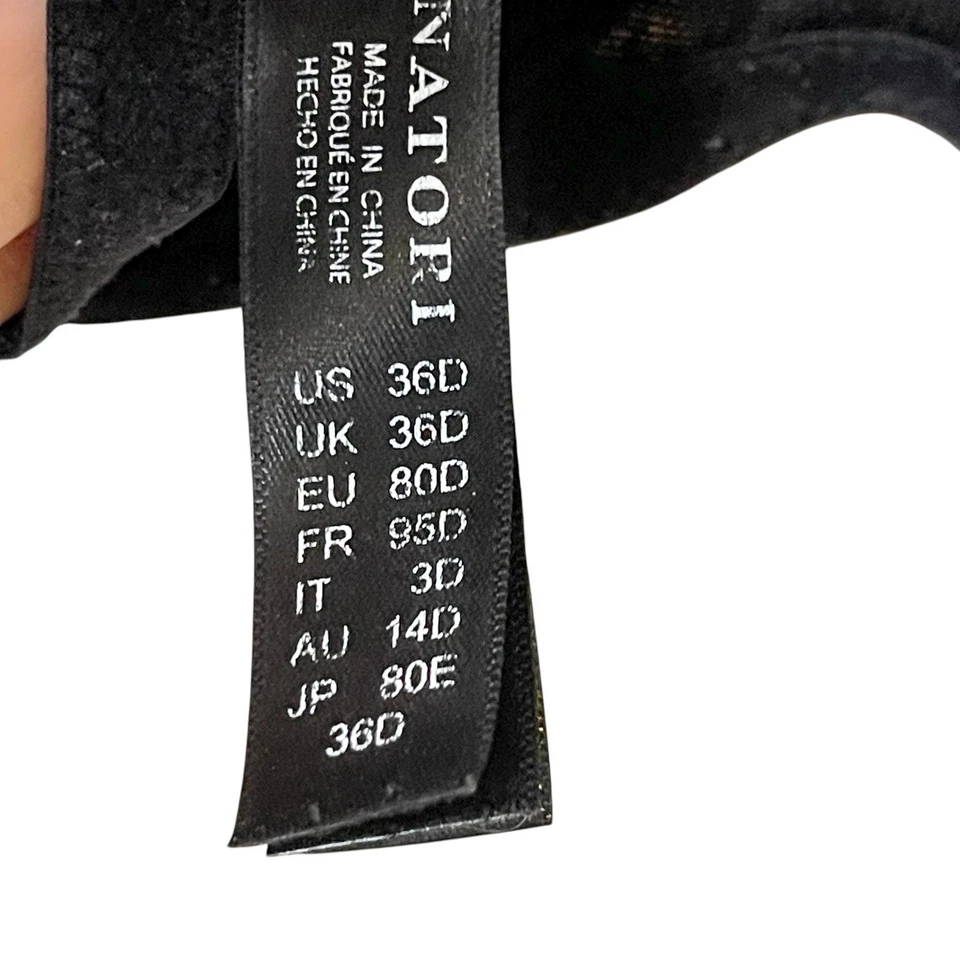 NATORI
MADE IN CHINA
FABRIQUÉ EN CHINE
HECHO EN CHINA
US 36D
UK 36D
EU 80D
FR 95D
IT 3D
AU 14D
JP 80E
36D